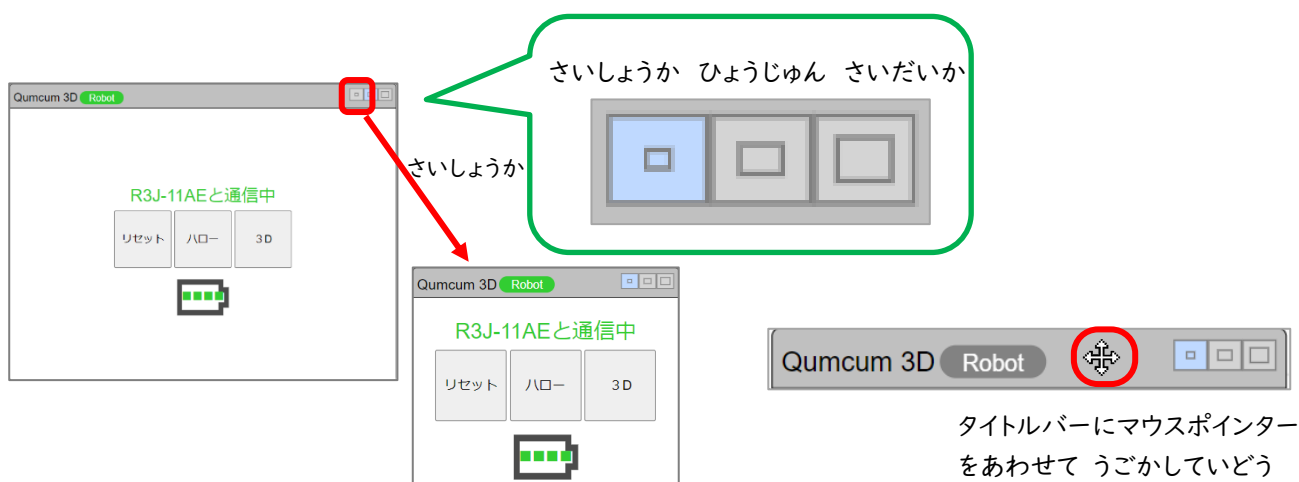 さいしょうか ひょうじゅん さいだいか
Qumcum 3D Robot
R3J-11AEと通信中
リセット ハロー 3D
さいしょうか
Qumcum 3D Robot
R3J-11AEと通信中
リセット ハロー 3D
Qumcum 3D Robot
タイトルバーにマウスポインター
をあわせて うごかしていどう